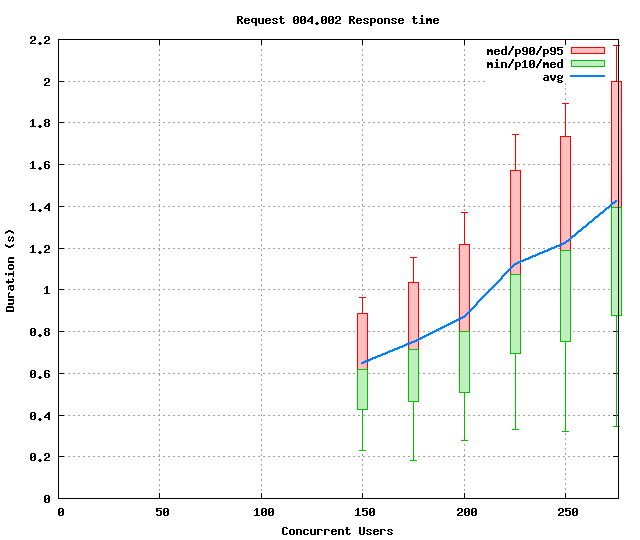 Request 004.002 Response time
med/p90/p95
min/p10/med
avg
2.2
2
1.8
1.6
1.4
1.2
1
0.8
0.6
0.4
0.2
0
Duration (s)
0 50 100 150 200 250
Concurrent Users